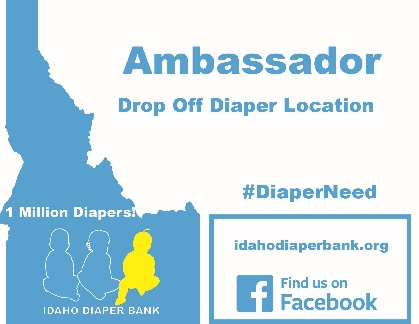 Ambassador
Drop Off Diaper Location
#DiaperNeed
1 Million Diapers!
IDAHO DIAPER BANK
idahodiaperbank.org
Find us on
Facebook